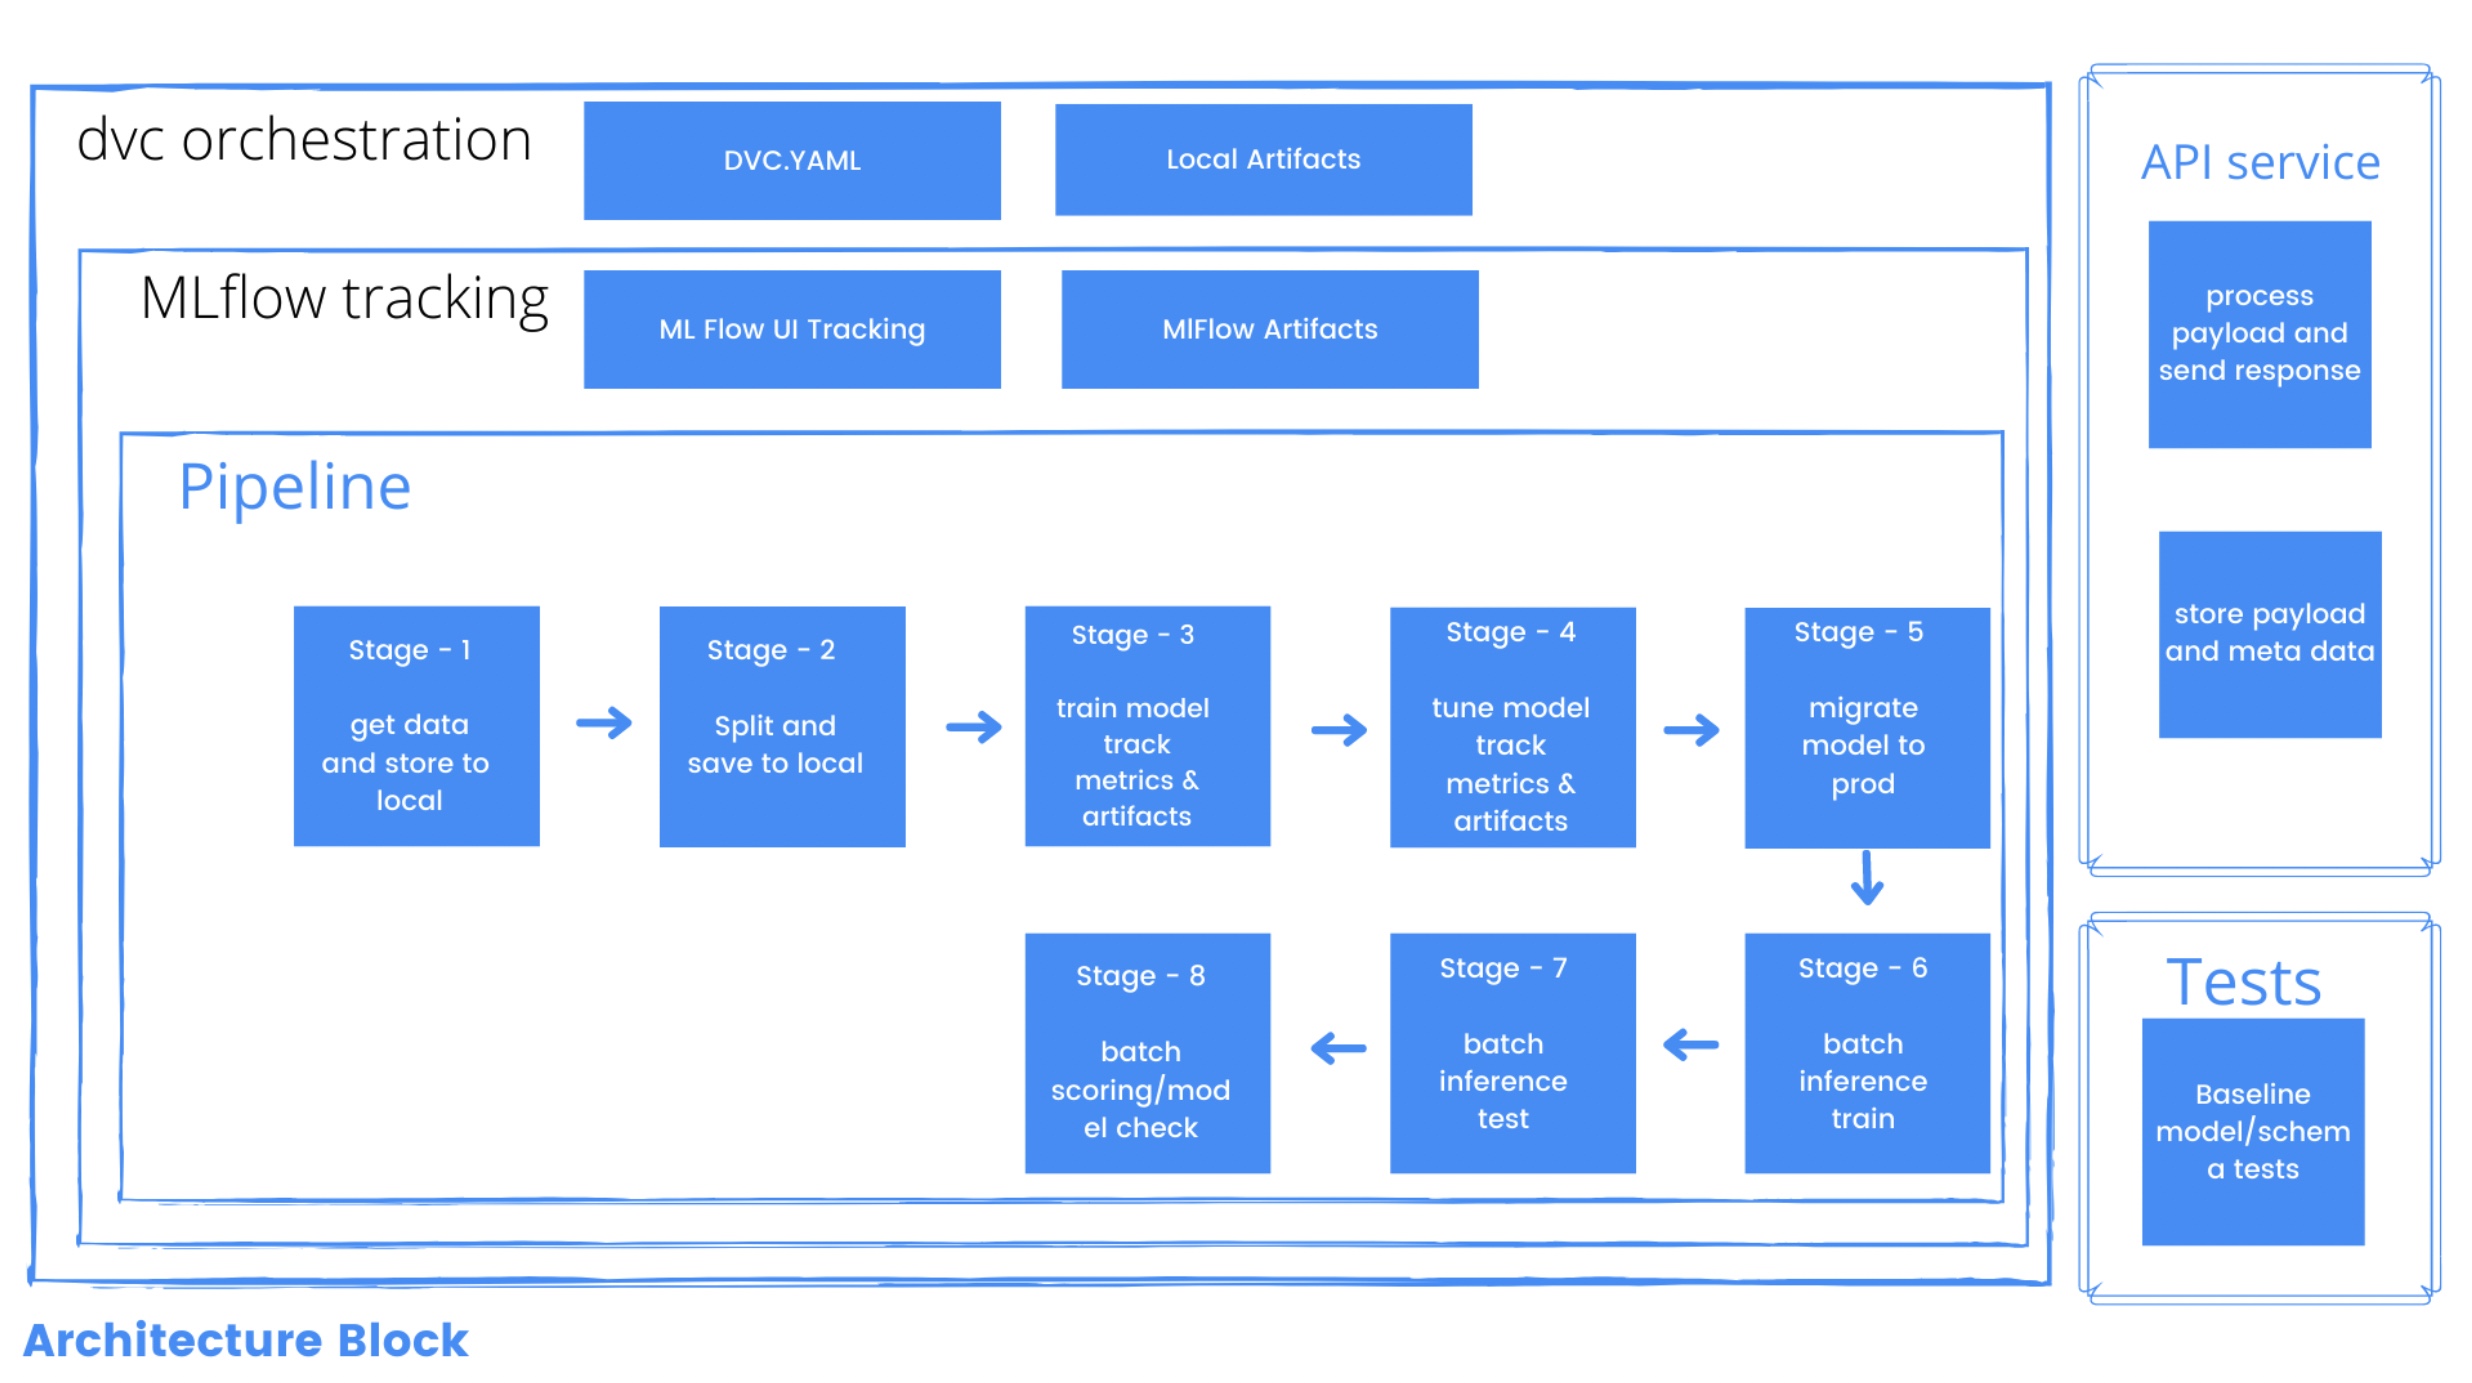 dvc orchestration
DVC.YAML
Local Artifacts
MLflow tracking
ML Flow UI Tracking
MlFlow Artifacts
Pipeline
Stage - 1
get data
and store to
local
Stage - 2
Split and
save to local
Stage - 3
train model
track
metrics &
artifacts
Stage - 4
tune model
track
metrics &
artifacts
Stage - 5
migrate
model to
prod
Stage - 6
batch
inference
train
Stage - 7
batch
inference
test
Stage - 8
batch
scoring/mod
el check
API service
process
payload and
send response
store payload
and meta data
Tests
Baseline
model/schem
a tests
Architecture Block